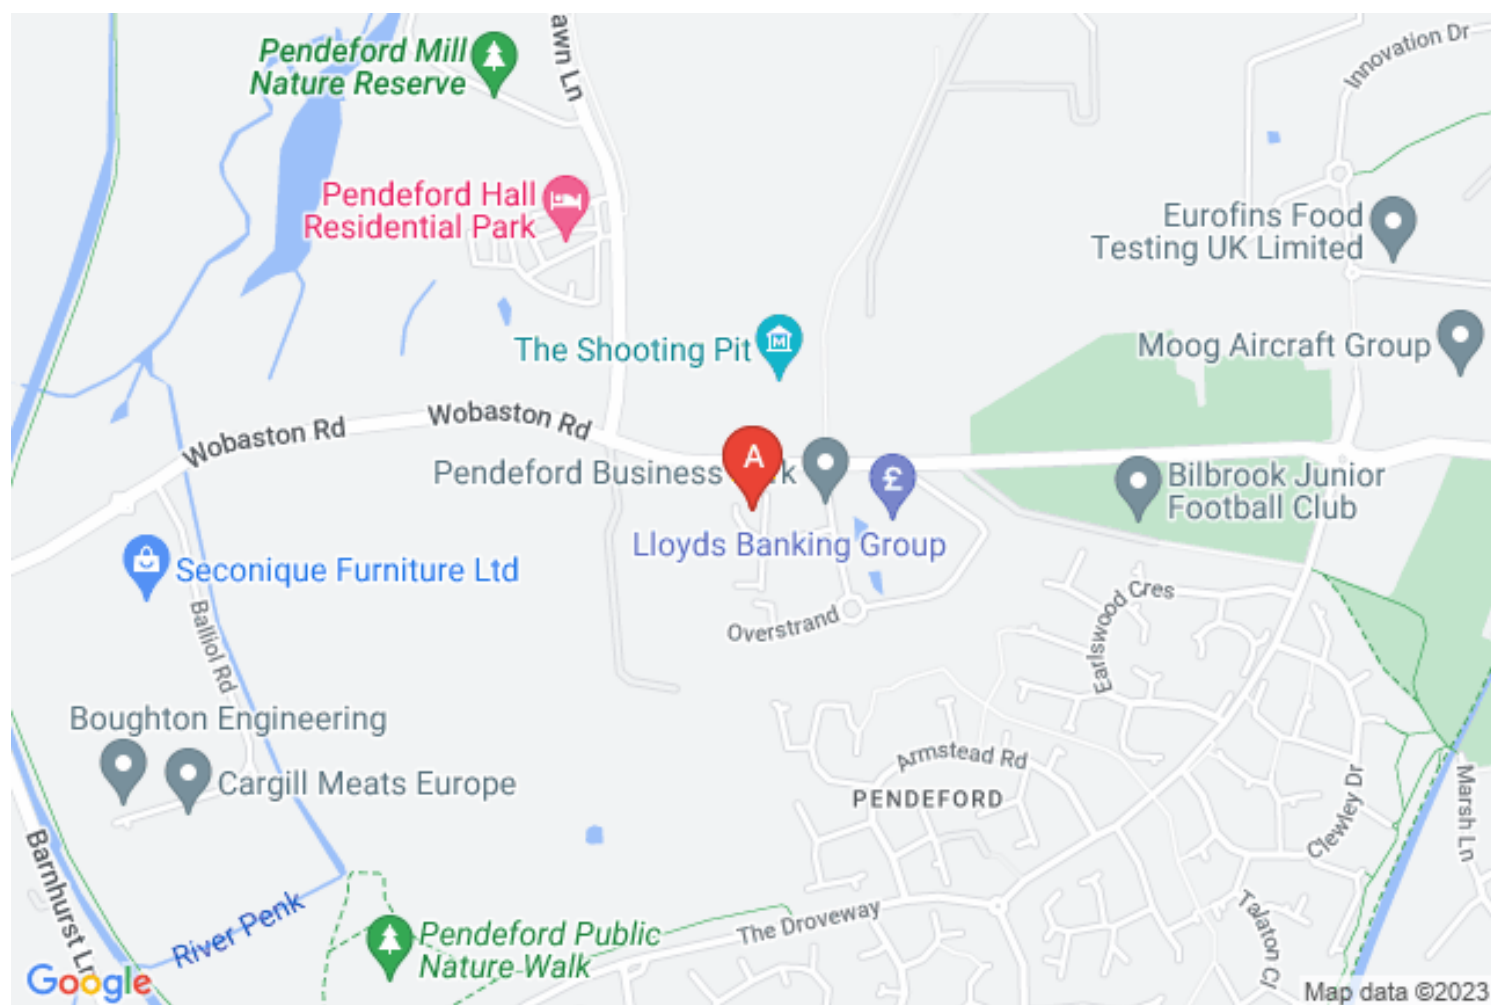 Pendeford Mill
Nature Reserve
awn Ln
Innovation Dr
Pendeford Hall
Residential Park
Eurofins Food
Testing UK Limited
The Shooting Pit
Moog Aircraft Group
Wobaston Rd
Wobaston Rd
A
Pendeford Business
rk
£
Bilbrook Junior
Football Club
Lloyds Banking Group
Seconique Furniture Ltd
Balliol Rd
Overstrand
Earlswood Cres
Boughton Engineering
Cargill Meats Europe
Armstead Rd
PENDEFORD
Clewley Dr
Marsh Ln
Barnhurst Ln
River Penk
The Droveway
Talaton Cl
Pendeford Public
Nature Walk
Google
Map data ©2023